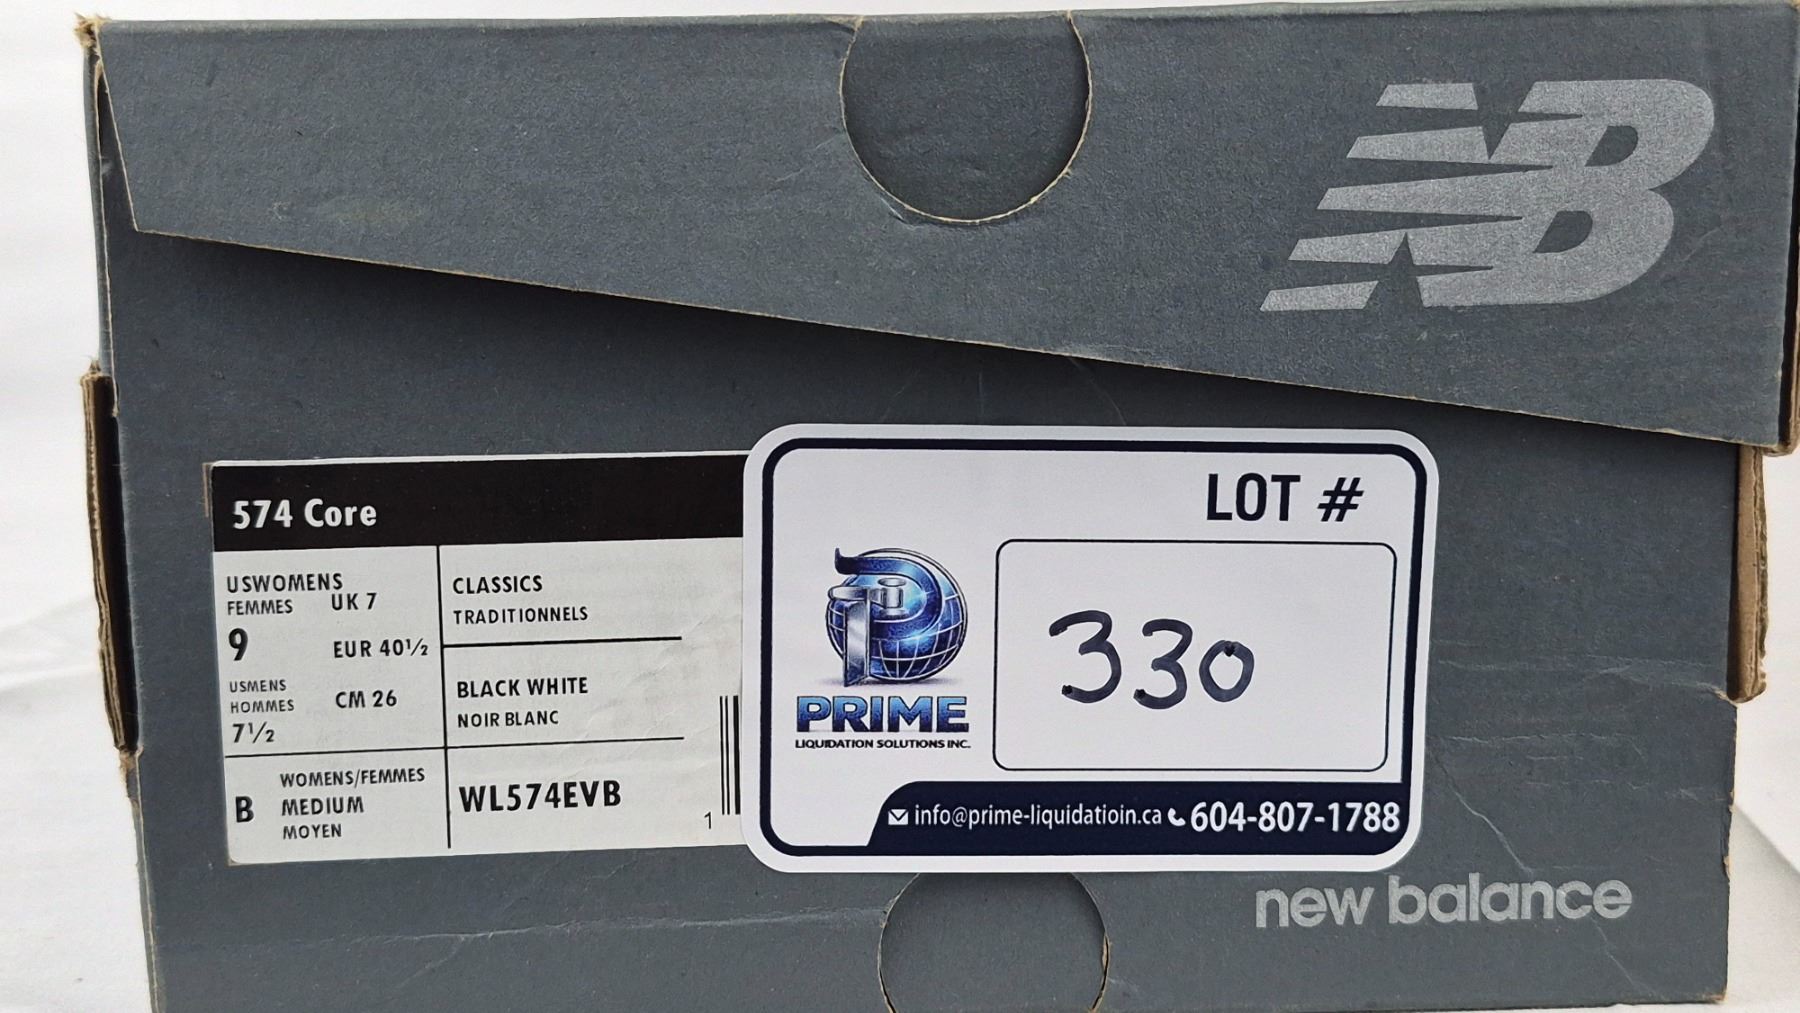 NB
574 Core
USWOMENS
FEMMES
UK 7
9
EUR 40½
USMENS
HOMMES
CM 26
7½
B
WOMENS/FEMMES
MEDIUM
MOYEN
CLASSICS
TRADITIONNELS
BLACK WHITE
NOIR BLANC
WL574EVB
1
LOT #
330
PRIME
LIQUIDATION SOLUTIONS INC.
info@prime-liquidatioin.ca 604-807-1788
new balance